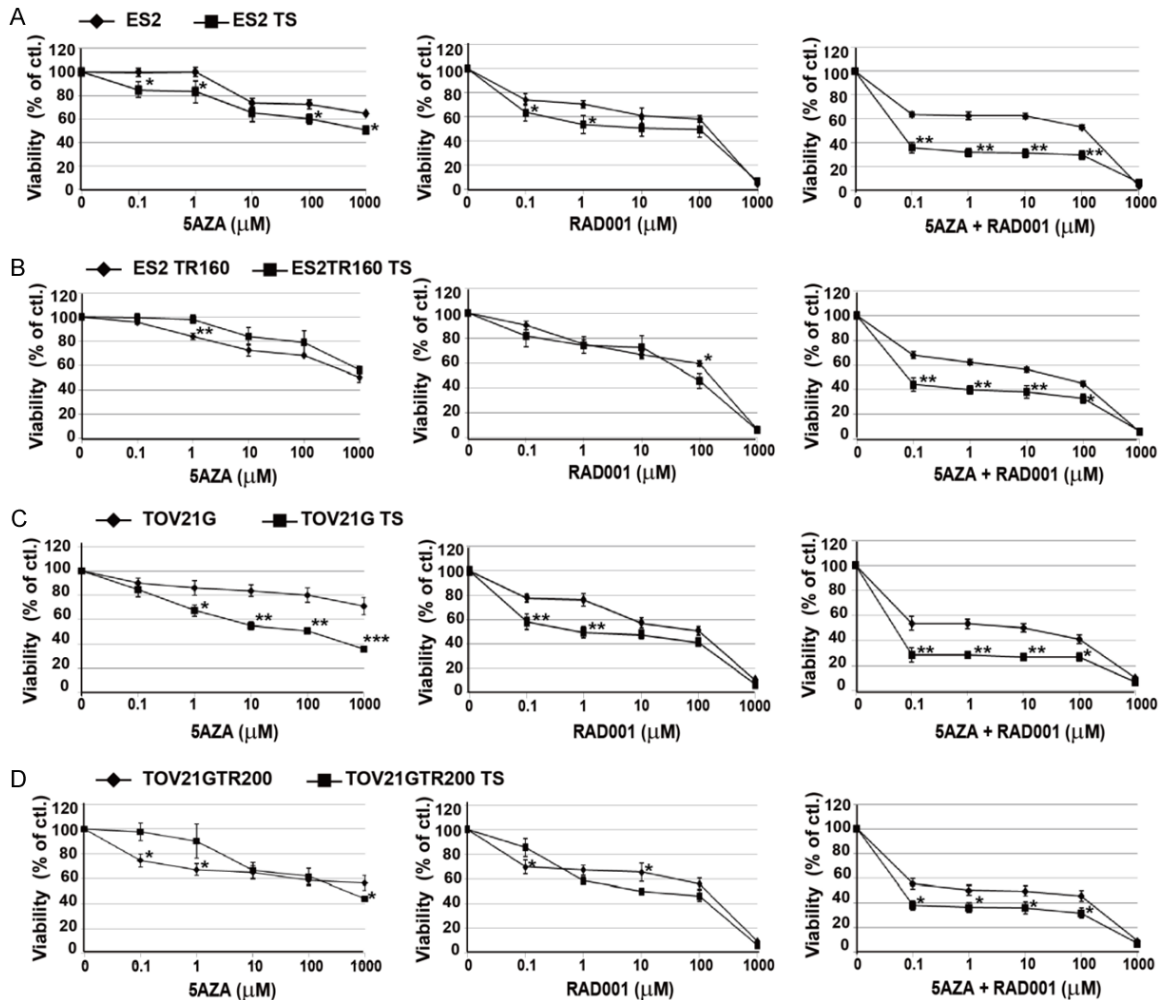 A
ES2 ES2 TS
Viability (% of ctl.)
120
100
80
60
40
20
0
* * * *
0 0.1 1 10 100 1000
5AZA (μM)
Viability (% of ctl.)
120
100
80
60
40
20
0
* *
0 0.1 1 10 100 1000
RAD001 (μM)
Viability (% of ctl.)
120
100
80
60
40
20
0
** ** ** **
0 0.1 1 10 100 1000
5AZA + RAD001 (μM)
B
ES2 TR160 ES2TR160 TS
Viability (% of ctl.)
120
100
80
60
40
20
0
**
0 0.1 1 10 100 1000
5AZA (μM)
Viability (% of ctl.)
120
100
80
60
40
20
0
*
0 0.1 1 10 100 1000
RAD001 (μM)
Viability (% of ctl.)
120
100
80
60
40
20
0
** ** ** *
0 0.1 1 10 100 1000
5AZA + RAD001 (μM)
C
TOV21G TOV21G TS
Viability (% of ctl.)
120
100
80
60
40
20
0
* ** ** ***
0 0.1 1 10 100 1000
5AZA (μM)
Viability (% of ctl.)
120
100
80
60
40
20
0
** **
0 0.1 1 10 100 1000
RAD001 (μM)
Viability (% of ctl.)
120
100
80
60
40
20
0
** ** ** *
0 0.1 1 10 100 1000
5AZA + RAD001 (μM)
D
TOV21GTR200 TOV21GTR200 TS
Viability (% of ctl.)
120
100
80
60
40
20
0
* * *
0 0.1 1 10 100 1000
5AZA (μM)
Viability (% of ctl.)
120
100
80
60
40
20
0
* *
0 0.1 1 10 100 1000
RAD001 (μM)
Viability (% of ctl.)
120
100
80
60
40
20
0
* * * *
0 0.1 1 10 100 1000
5AZA + RAD001 (μM)